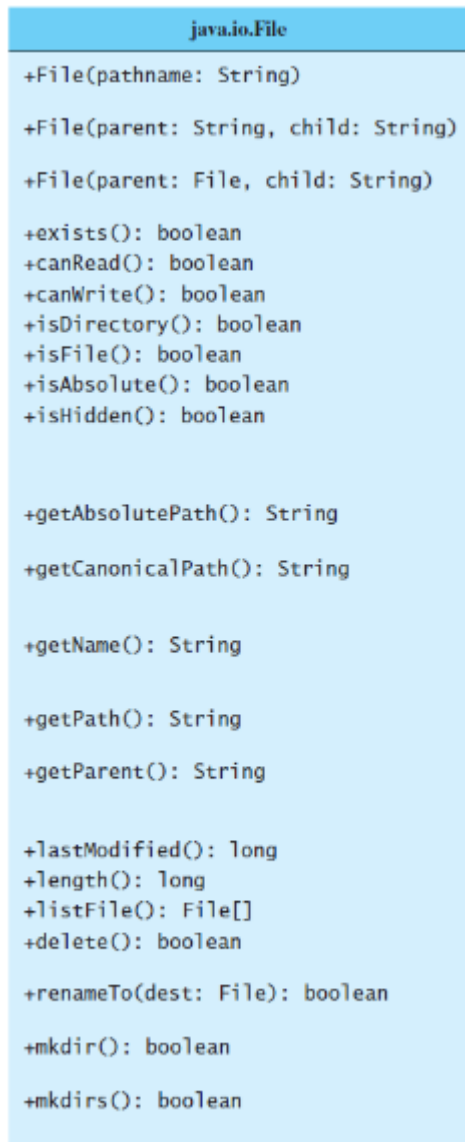 java.io.File
+File(pathname: String)
+File(parent: String, child: String)
+File(parent: File, child: String)
+exists(): boolean
+canRead(): boolean
+canWrite(): boolean
+isDirectory(): boolean
+isFile(): boolean
+isAbsolute(): boolean
+isHidden(): boolean
+getAbsolutePath(): String
+getCanonicalPath(): String
+getName(): String
+getPath(): String
+getParent(): String
+lastModified(): long
+length(): long
+listFile(): File[]
+delete(): boolean
+renameTo(dest: File): boolean
+mkdir(): boolean
+mkdirs(): boolean